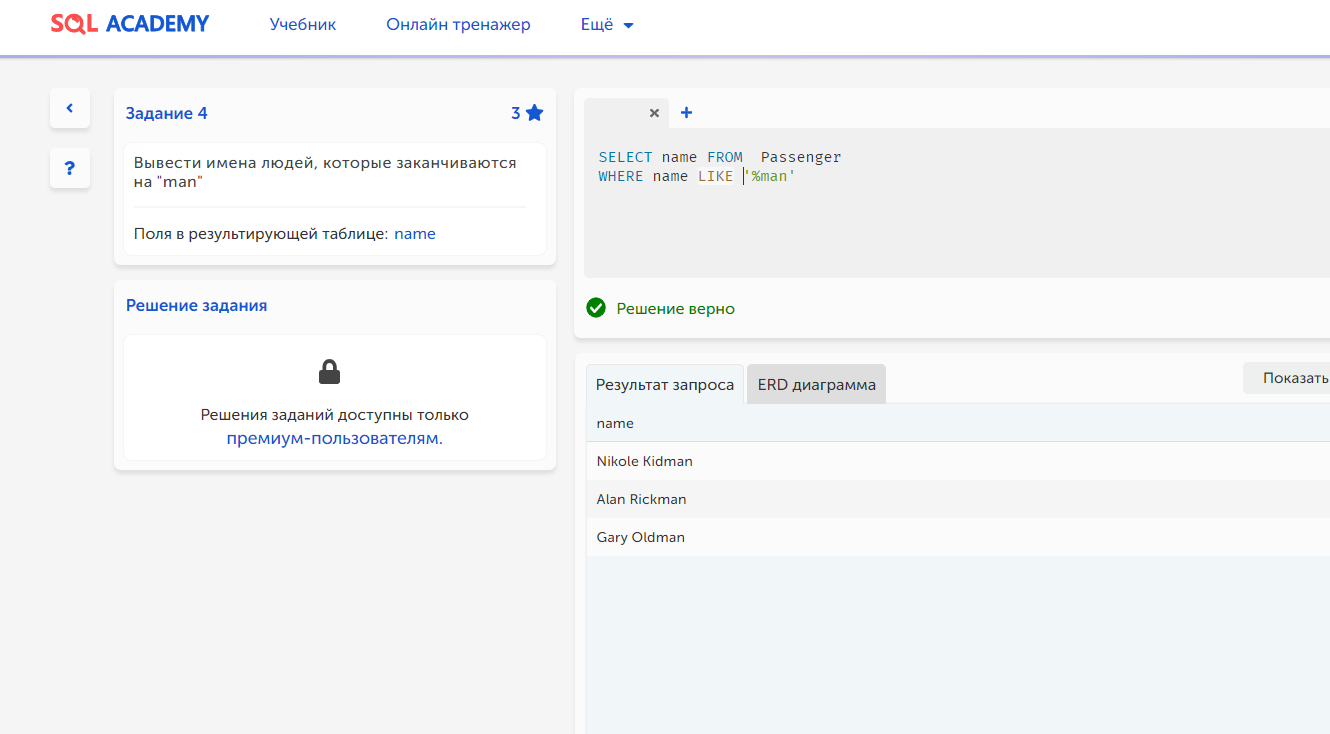 SQL ACADEMY
Учебник
Онлайн тренажер
Ещё
Задание 4
3
Вывести имена людей, которые заканчиваются
на "man"
Поля в результирующей таблице: name
Решение задания
Решения заданий доступны только
премиум-пользователям.
SELECT name FROM  Passenger
WHERE name LIKE '%man'
Решение верно
Результат запроса
ERD диаграмма
Показать
name
Nikole Kidman
Alan Rickman
Gary Oldman